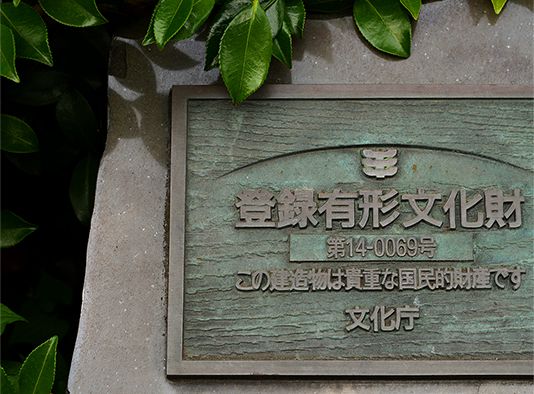 登録有形文化財
第14-0069号
この建造物は貴重な国民的財産です
文化庁